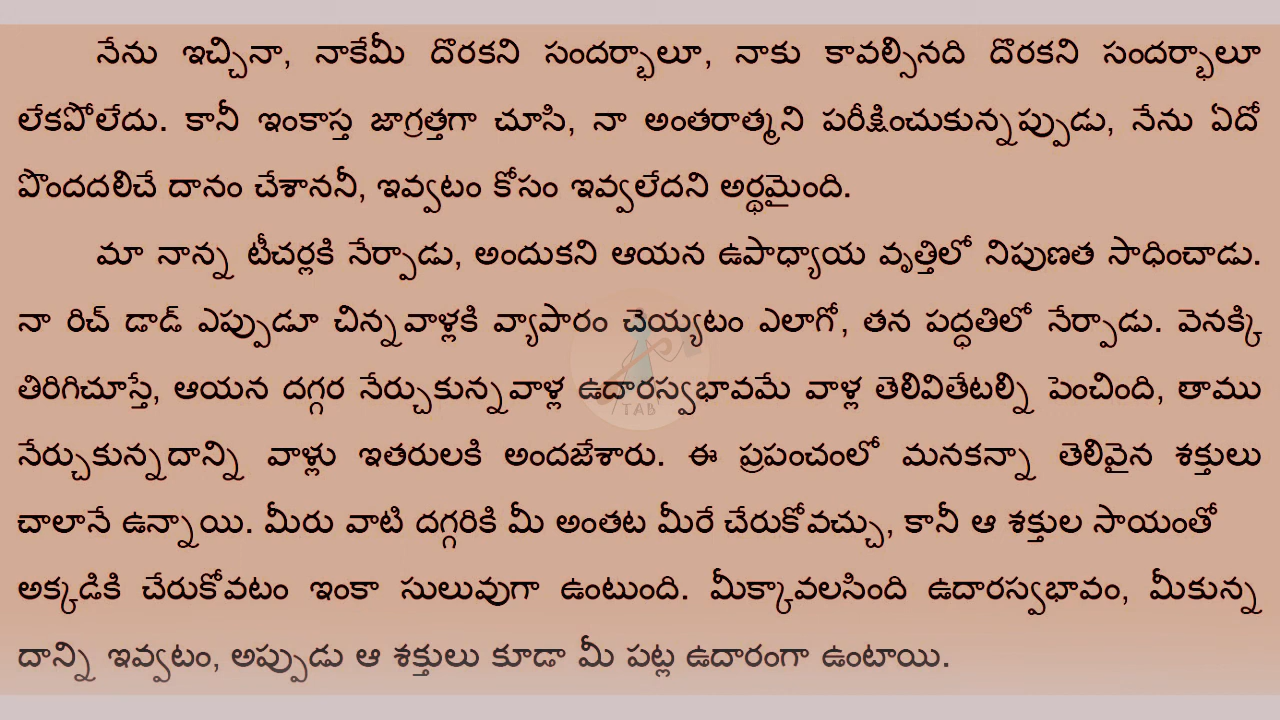 నేను ఇచ్చినా, నాకేమీ దొరకని సందర్భాలూ, నాకు కావల్సినది దొరకని సందర్భాలూ
లేకపోలేదు. కానీ ఇంకాస్త జాగ్రత్తగా చూసి, నా అంతరాత్మని పరీక్షించుకున్నప్పుడు, నేను ఏదో
పొందదలిచే దానం చేశాననీ, ఇవ్వటం కోసం ఇవ్వలేదని అర్థమైంది.
మా నాన్న టీచర్లకి నేర్పాడు, అందుకని ఆయన ఉపాధ్యాయ వృత్తిలో నిపుణత సాధించాడు.
నా రిచ్ డాడ్ ఎప్పుడూ చిన్నవాళ్లకి వ్యాపారం చెయ్యటం ఎలాగో, తన పద్ధతిలో నేర్పాడు. వెనక్కి
తిరిగిచూస్తే, ఆయన దగ్గర నేర్చుకున్నవాళ్ల ఉదారస్వభావమే వాళ్ల తెలివితేటల్ని పెంచింది, తాము
నేర్చుకున్నదాన్ని వాళ్లు ఇతరులకి అందజేశారు. ఈ ప్రపంచంలో మనకన్నా తెలివైన శక్తులు
చాలానే ఉన్నాయి. మీరు వాటి దగ్గరికి మీ అంతట మీరే చేరుకోవచ్చు, కానీ ఆ శక్తుల సాయంతో
అక్కడికి చేరుకోవటం ఇంకా సులువుగా ఉంటుంది. మీక్కావలసింది ఉదారస్వభావం, మీకున్న
దాన్ని ఇవ్వటం, అప్పుడు ఆ శక్తులు కూడా మీ పట్ల ఉదారంగా ఉంటాయి.
TAB